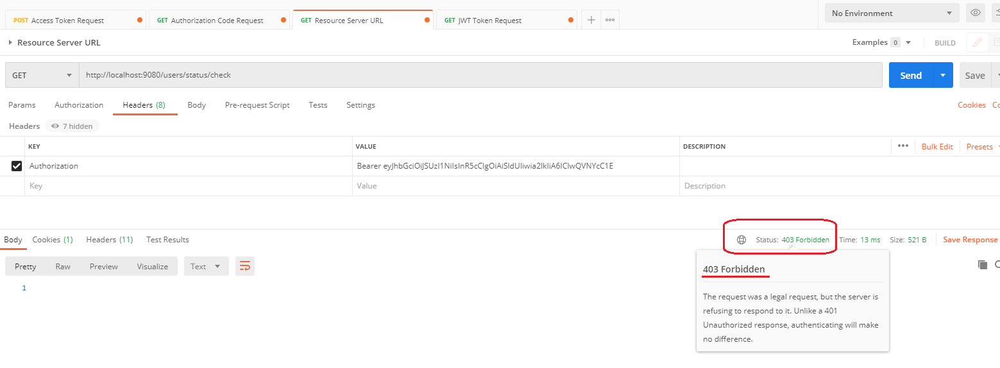 POST Access Token Request
GET Authorization Code Request
GET Resource Server URL
GET JWT Token Request
No Environment
Resource Server URL
Examples 0
BUILD
GET
http://localhost:9080/users/status/check
Send
Save
Params
Authorization
Headers (8)
Body
Pre-request Script
Tests
Settings
Cookies
Co
Headers
7 hidden
KEY
VALUE
DESCRIPTION
Bulk Edit
Presets
Authorization
Bearer eyJhbGciOiJSUzI1NiIsInR5cCIgOiAiSldUIiwia2lkIiA6ICIwQVNYcC1E
Key
Value
Description
Body
Cookies (1)
Headers (11)
Test Results
Status: 403 Forbidden
Time: 13 ms
Size: 521 B
Save Response
Pretty
Raw
Preview
Visualize
Text
1
403 Forbidden
The request was a legal request, but the server is
refusing to respond to it. Unlike a 401
Unauthorized response, authenticating will make
no difference.